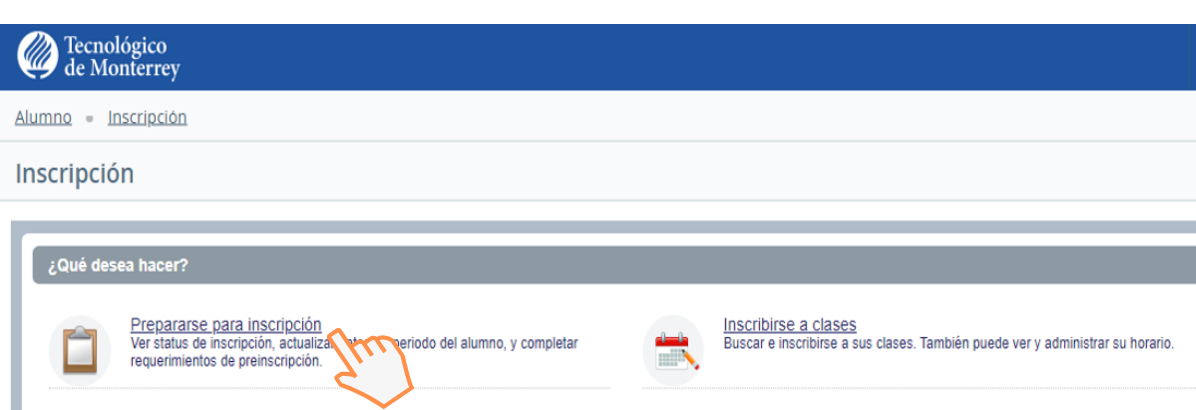 Tecnológico
de Monterrey
Alumno Inscripción
Inscripción
¿Qué desea hacer?
Prepararse para inscripción
Ver status de inscripción, actualiza periodo del alumno, y completar
requerimientos de preinscripción.
Inscribirse a clases
Buscar e inscribirse a sus clases. También puede ver y administrar su horario.